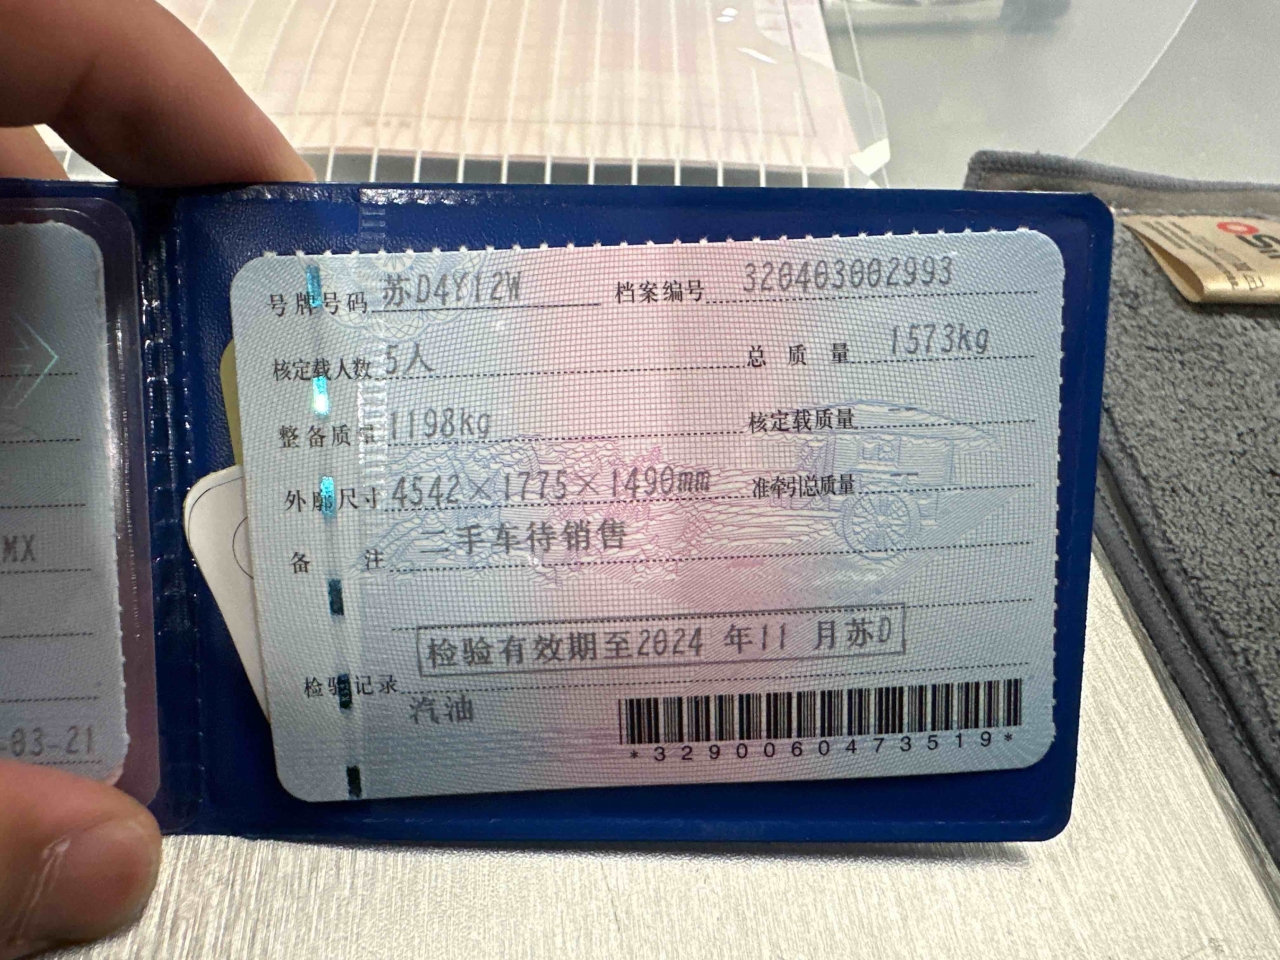 号牌号码 苏D4Y12W 档案编号 320403002993
核定载人数 5人 总质量 1573kg
整备质量 1198kg 核定载质量
外廓尺寸 4542×1775×1490mm 准牵引总质量
备注 二手车待销售
检验有效期至2024 年11 月苏D
检验记录
汽油
*3290060473519*
MX
-03-21